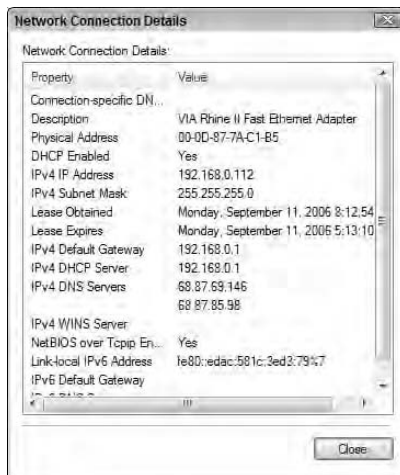 Network Connection Details
Network Connection Details:
Property Value
Connection-specific DN...
Description VIA Rhine II Fast Ethernet Adapter
Physical Address 00-0D-87-7A-C1-B5
DHCP Enabled Yes
IPv4 IP Address 192.168.0.112
IPv4 Subnet Mask 255.255.255.0
Lease Obtained Monday, September 11, 2006 8:12:54
Lease Expires Monday, September 11, 2006 5:13:10
IPv4 Default Gateway 192.168.0.1
IPv4 DHCP Server 192.168.0.1
IPv4 DNS Servers 68.87.69.146
68.87.85.98
IPv4 WINS Server
NetBIOS over Tcpip En... Yes
Link-local IPv6 Address fe80::edac:581c:3ed3:79%7
IPv6 Default Gateway
Close